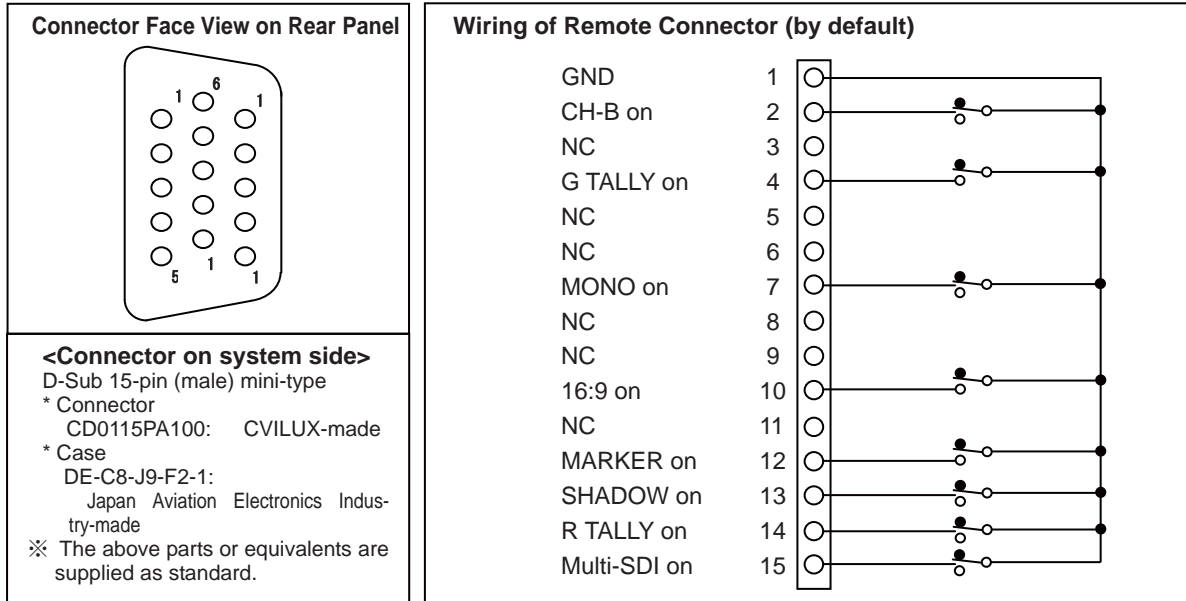 Connector Face View on Rear Panel
6
1 1
5 1 1
<Connector on system side>
D-Sub 15-pin (male) mini-type
* Connector
CD0115PA100: CVILUX-made
* Case
DE-C8-J9-F2-1:
Japan Aviation Electronics Indus-
try-made
※ The above parts or equivalents are
supplied as standard.
Wiring of Remote Connector (by default)
GND 1
CH-B on 2
NC 3
G TALLY on 4
NC 5
NC 6
MONO on 7
NC 8
NC 9
16:9 on 10
NC 11
MARKER on 12
SHADOW on 13
R TALLY on 14
Multi-SDI on 15